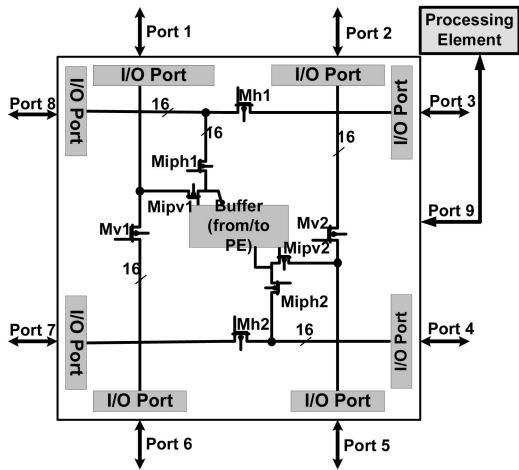 Port 1
Port 2
Processing
Element
I/O Port
I/O Port
Port 8
I/O Port
16
Mh1
I/O Port
Port 3
16
16
Miph1
Mipv1
Port 9
Mv1
Buffer
(from/to
PE)
Mv2
Mipv2
16
Miph2
Port 7
I/O Port
Mh2
16
I/O Port
Port 4
I/O Port
I/O Port
Port 6
Port 5